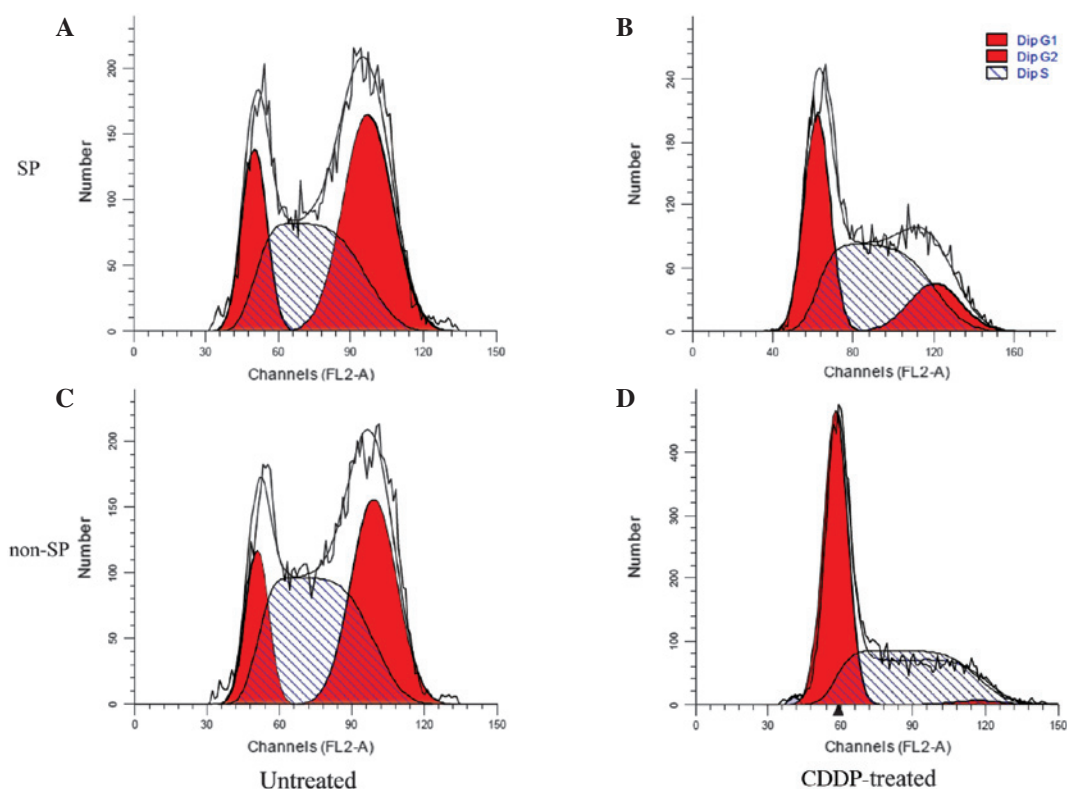 A
B
Dip G1
Dip G2
Dip S
SP
Number
200
150
100
50
0
0 30 60 90 120 150
Channels (FL2-A)
Number
240
180
120
60
0
0 40 80 120 160
Channels (FL2-A)
C
D
non-SP
Number
200
150
100
50
0
0 30 60 90 120 150
Channels (FL2-A)
Untreated
Number
400
300
200
100
0
0 30 60 90 120 150
Channels (FL2-A)
CDDP-treated